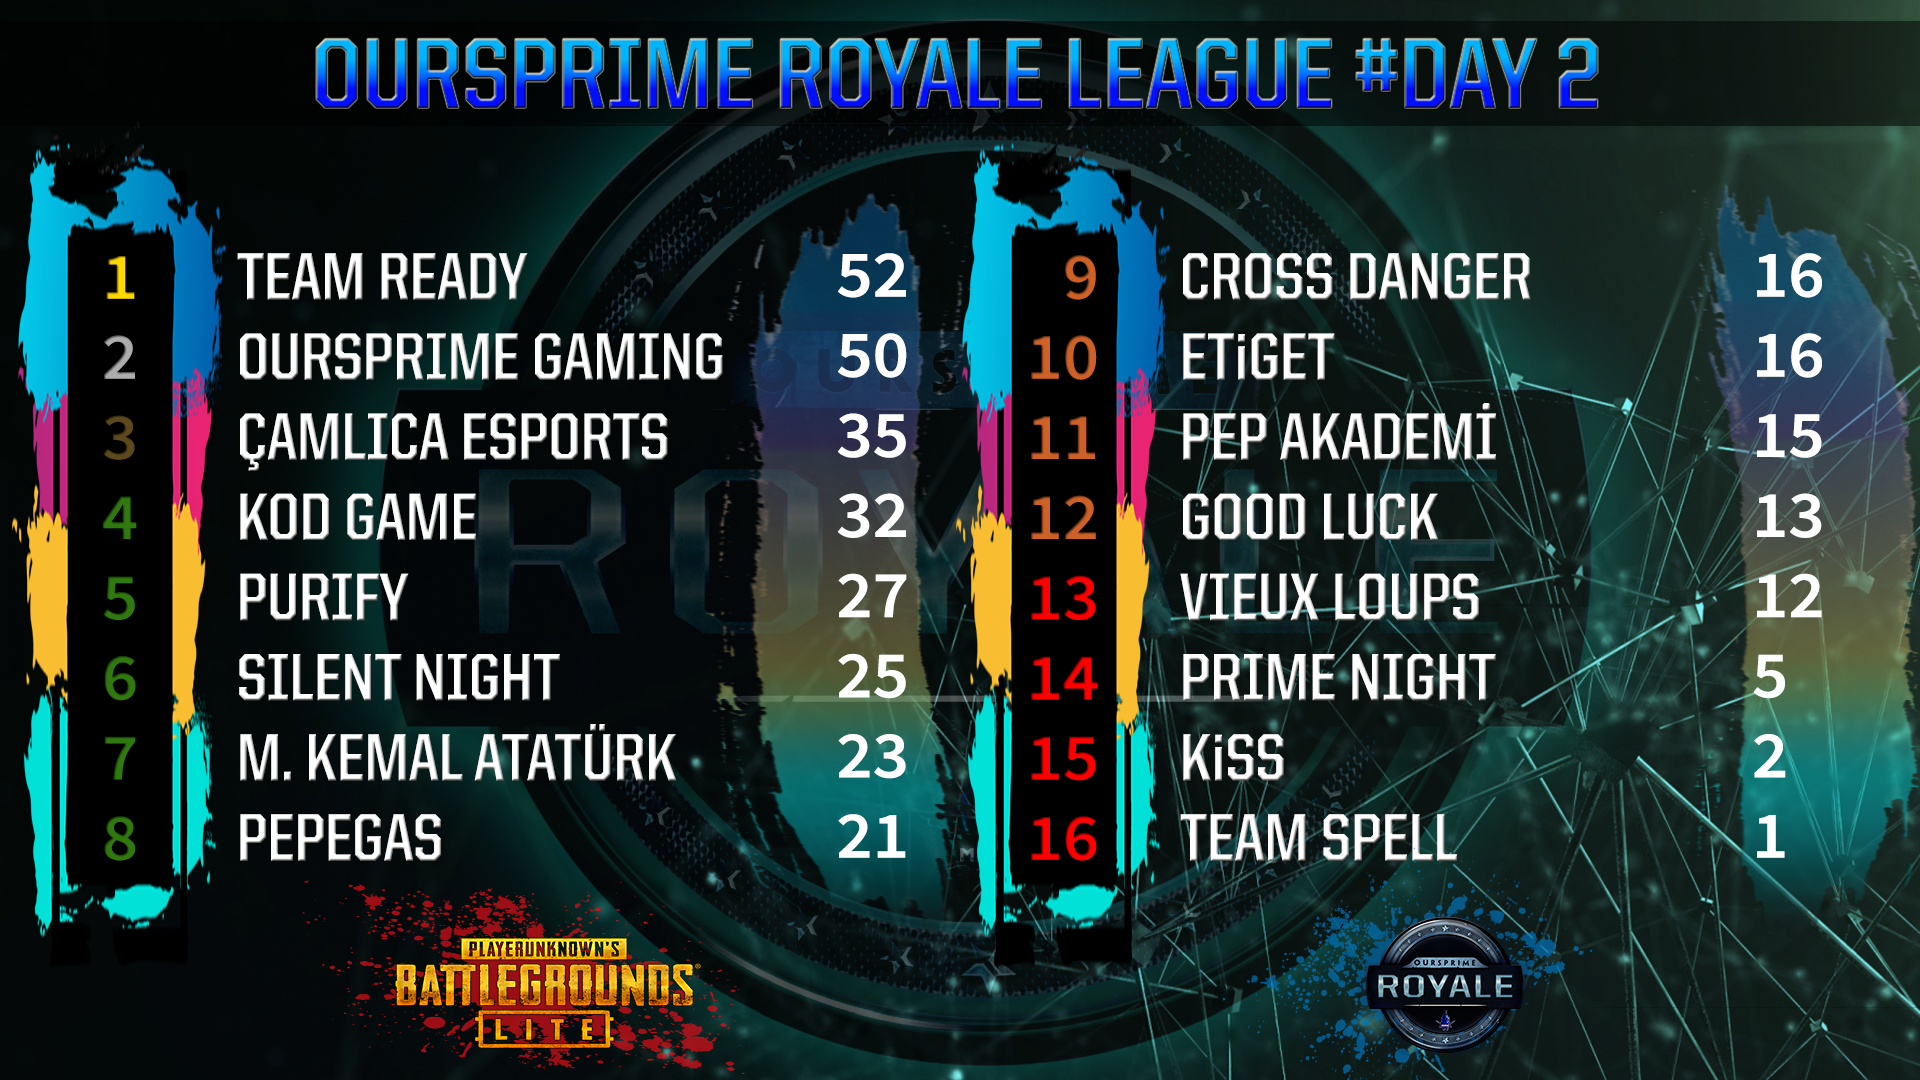 OURSPRIME ROYALE LEAGUE #DAY 2
1 TEAM READY 52
2 OURSPRIME GAMING 50
3 ÇAMLICA ESPORTS 35
4 KOD GAME 32
5 PURIFY 27
6 SILENT NIGHT 25
7 M. KEMAL ATATÜRK 23
8 PEPEGAS 21
9 CROSS DANGER 16
10 ETiGET 16
11 PEP AKADEMİ 15
12 GOOD LUCK 13
13 VIEUX LOUPS 12
14 PRIME NIGHT 5
15 KiSS 2
16 TEAM SPELL 1
ROYALE
PLAYERUNKNOWN'S
BATTLEGROUNDS
LITE
OURSPRIME
ROYALE